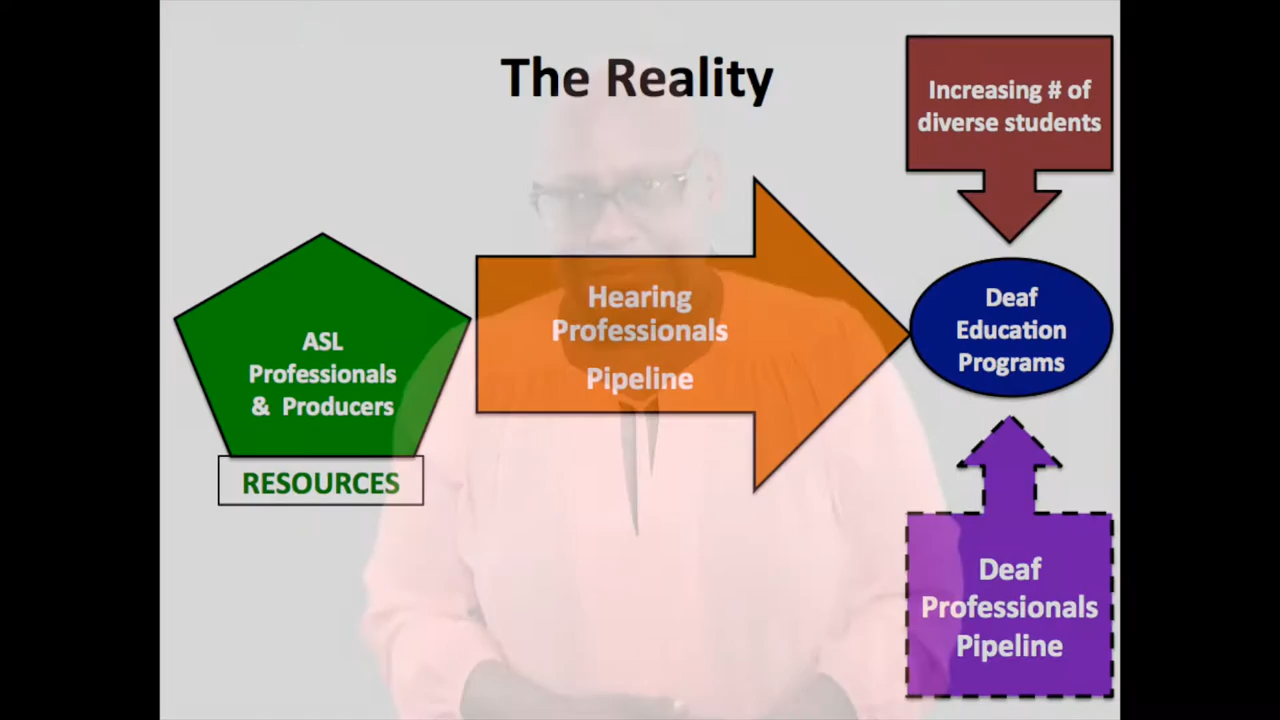 The Reality
Increasing # of
diverse students
ASL
Professionals
& Producers
RESOURCES
Hearing
Professionals
Pipeline
Deaf
Education
Programs
Deaf
Professionals
Pipeline